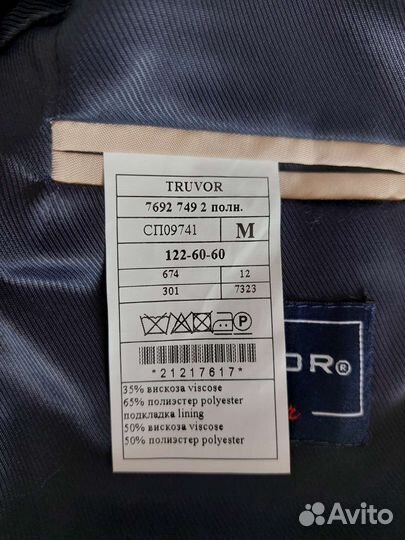 TRUVOR
7692 749 2 полн.
СП09741 М
122-60-60
674 12
301 7323
P
*21217617*
35% вискоза viscose
65% полиэстер polyester
подкладка lining
50% вискоза viscose
50% полиэстер polyester
OR®
Avito